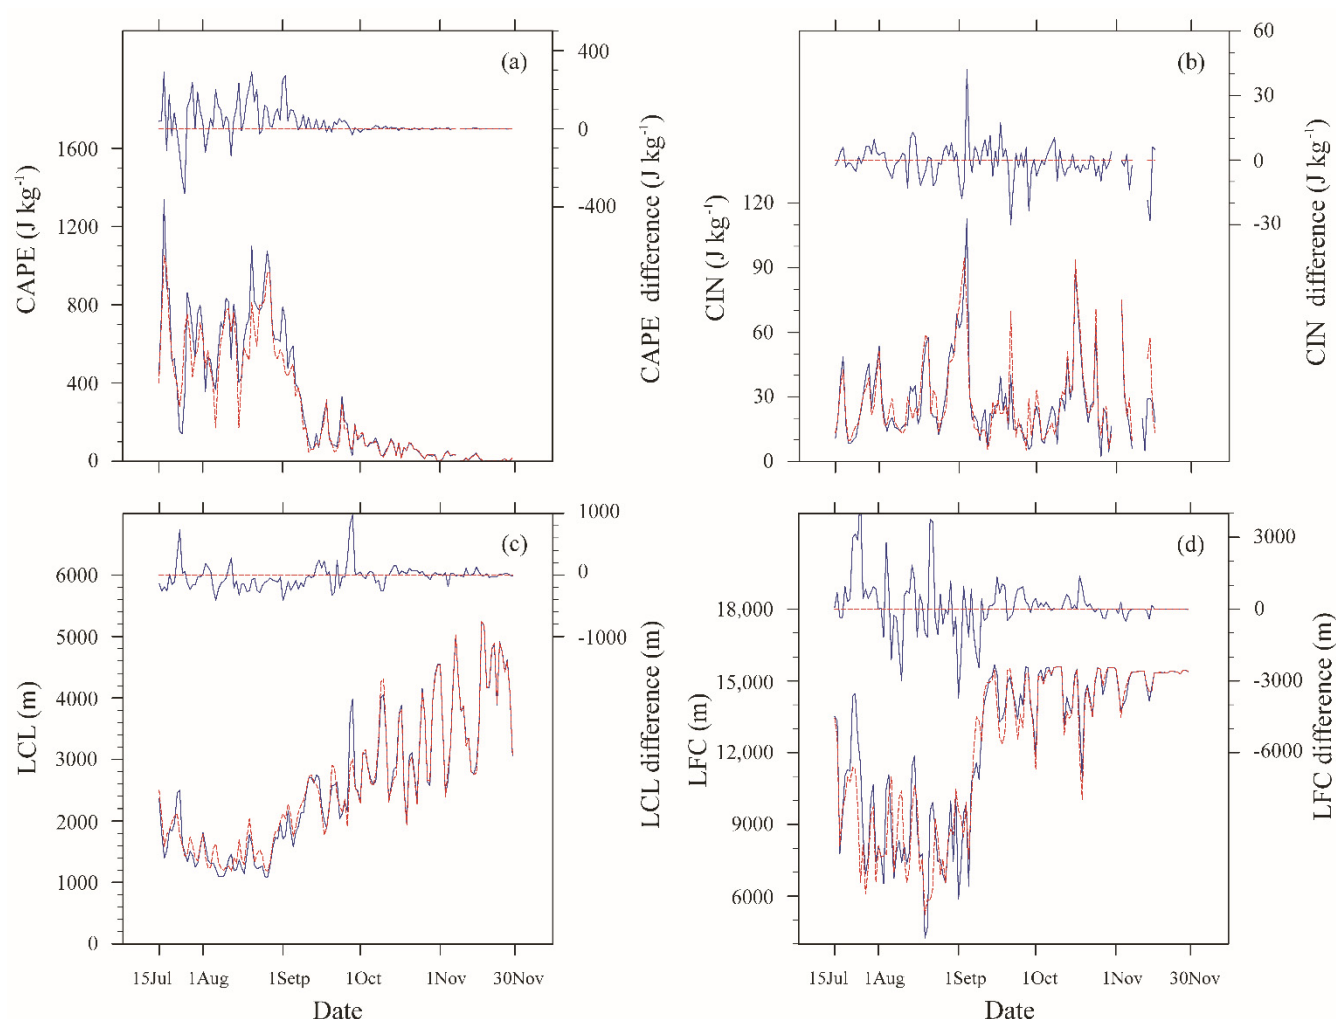 (a)
CAPE (J kg⁻¹)
1600
1200
800
400
0
400
0
-400
CAPE difference (J kg⁻¹)
(b)
CIN (J kg⁻¹)
120
90
60
30
0
60
30
0
-30
CIN difference (J kg⁻¹)
(c)
LCL (m)
6000
5000
4000
3000
2000
1000
0
1000
0
-1000
LCL difference (m)
15Jul 1Aug 1Setp 1Oct 1Nov 30Nov
Date
(d)
LFC (m)
18,000
15,000
12,000
9000
6000
3000
0
-3000
-6000
LFC difference (m)
15Jul 1Aug 1Setp 1Oct 1Nov 30Nov
Date